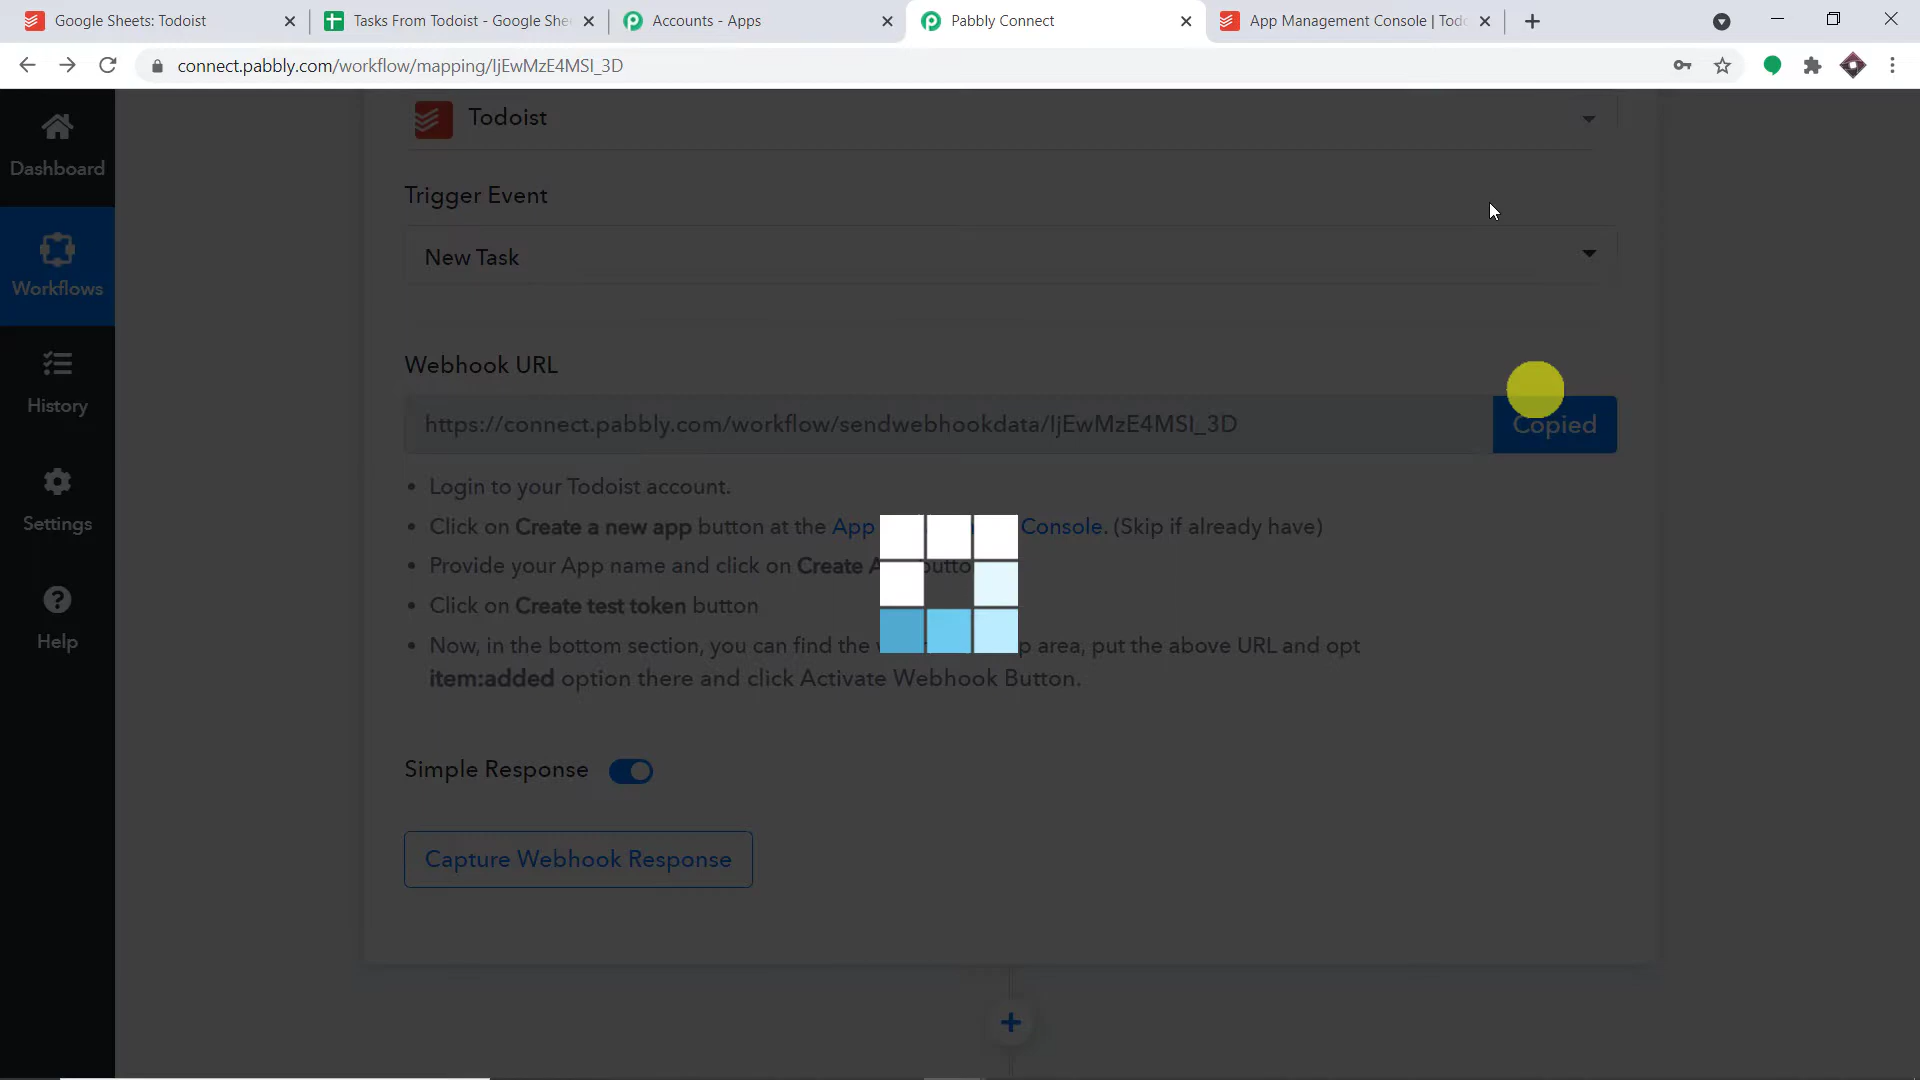 Google Sheets: Todoist
Tasks From Todoist - Google She
Accounts - Apps
Pabbly Connect
App Management Console | Tod
connect.pabbly.com/workflow/mapping/IjEwMzE4MSI_3D
Todoist
Dashboard
Trigger Event
New Task
Workflows
Webhook URL
https://connect.pabbly.com/workflow/sendwebhookdata/IjEwMzE4MSI_3D
Copied
History
• Login to your Todoist account.
• Click on Create a new app button at the App Console. (Skip if already have)
• Provide your App name and click on Create A
• Click on Create test token button
• Now, in the bottom section, you can find the area, put the above URL and opt
item:added option there and click Activate Webhook Button.
Settings
Help
Simple Response
Capture Webhook Response